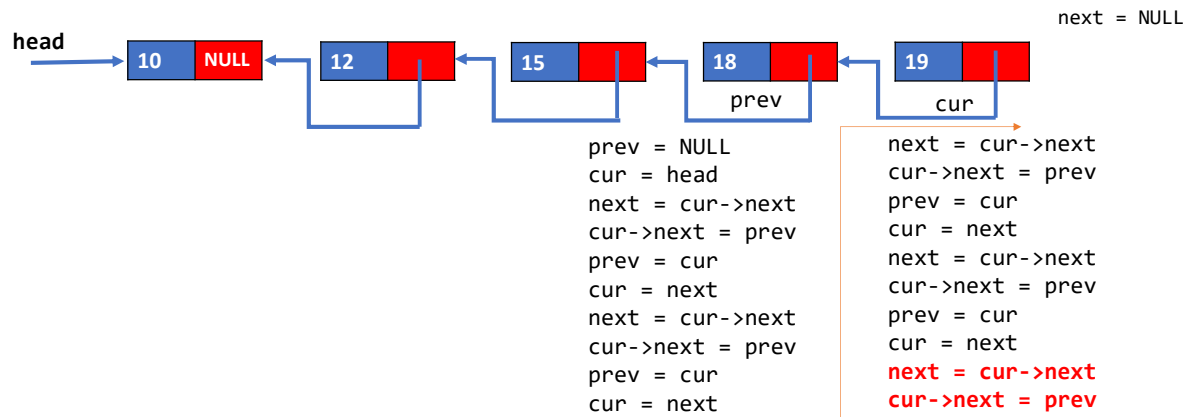 next = NULL
head
10 NULL 12 15 18 19
prev cur
prev = NULL
cur = head
next = cur->next
cur->next = prev
prev = cur
cur = next
next = cur->next
cur->next = prev
prev = cur
cur = next
next = cur->next
cur->next = prev
prev = cur
cur = next
next = cur->next
cur->next = prev
prev = cur
cur = next
next = cur->next
cur->next = prev